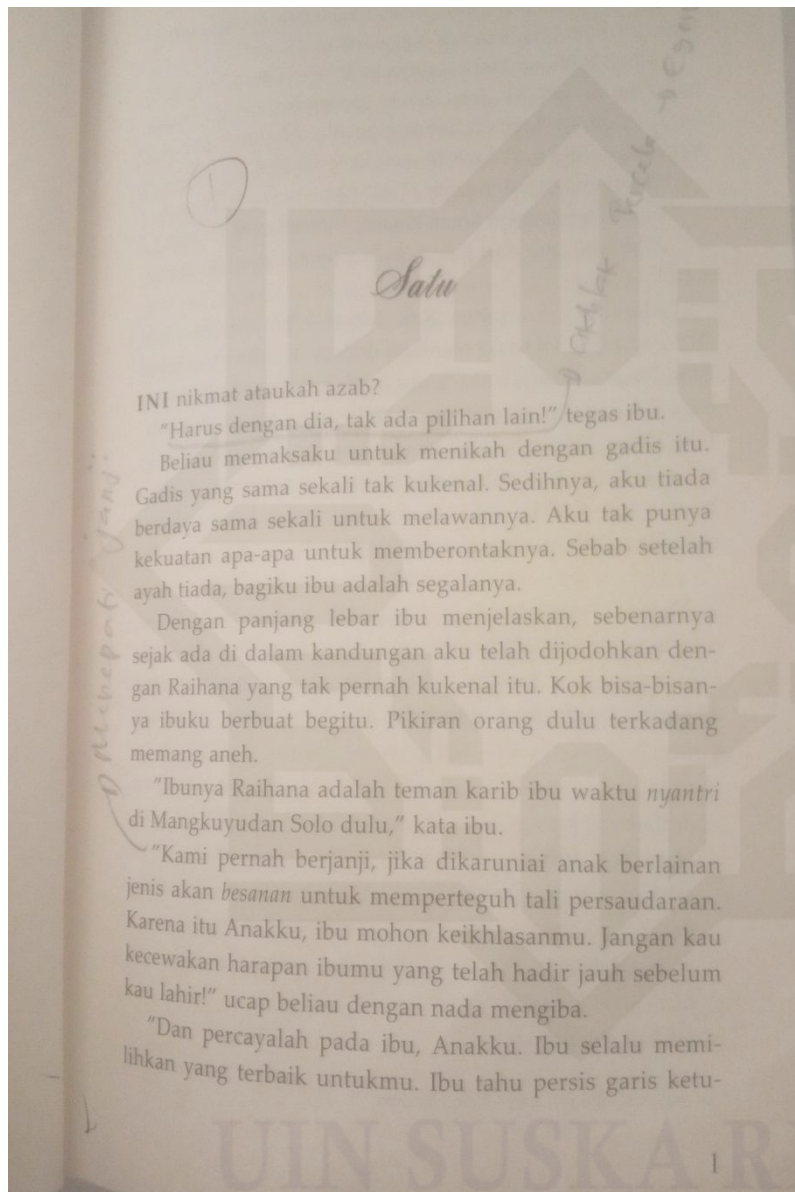 1
Satu
INI nikmat ataukah azab?
"Harus dengan dia, tak ada pilihan lain!" tegas ibu.
Beliau memaksaku untuk menikah dengan gadis itu.
Gadis yang sama sekali tak kukenal. Sedihnya, aku tiada
berdaya sama sekali untuk melawannya. Aku tak punya
kekuatan apa-apa untuk memberontaknya. Sebab setelah
ayah tiada, bagiku ibu adalah segalanya.
Dengan panjang lebar ibu menjelaskan, sebenarnya
sejak ada di dalam kandungan aku telah dijodohkan den-
gan Raihana yang tak pernah kukenal itu. Kok bisa-bisan-
ya ibuku berbuat begitu. Pikiran orang dulu terkadang
memang aneh.
"Ibunya Raihana adalah teman karib ibu waktu nyantri
di Mangkuyudan Solo dulu," kata ibu.
"Kami pernah berjanji, jika dikaruniai anak berlainan
jenis akan besanan untuk memperteguh tali persaudaraan.
Karena itu Anakku, ibu mohon keikhlasanmu. Jangan kau
kecewakan harapan ibumu yang telah hadir jauh sebelum
kau lahir!" ucap beliau dengan nada mengiba.
"Dan percayalah pada ibu, Anakku. Ibu selalu memi-
lihkan yang terbaik untukmu. Ibu tahu persis garis ketu-
UIN SUSKA R
1